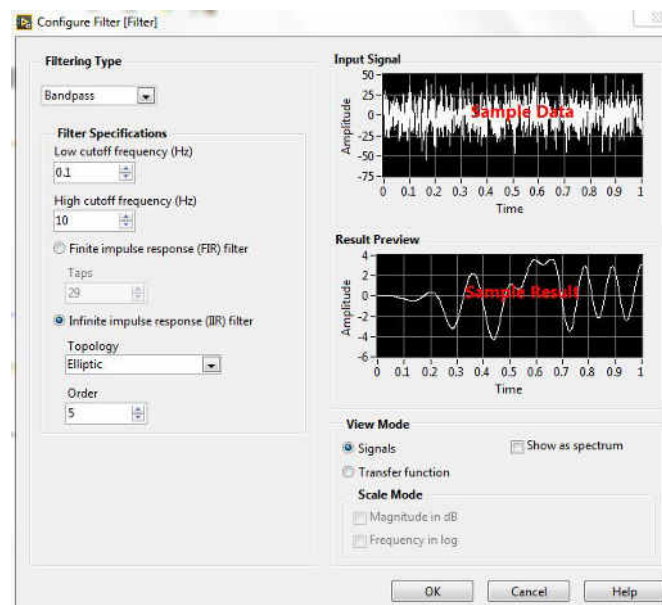 Configure Filter [Filter]
Filtering Type
Bandpass
Filter Specifications
Low cutoff frequency (Hz)
0.1
High cutoff frequency (Hz)
10
Finite impulse response (FIR) filter
Taps
29
Infinite impulse response (IIR) filter
Topology
Elliptic
Order
5
Input Signal
50
25
0
-25
-50
-75
Amplitude
Sample Data
0 0.1 0.2 0.3 0.4 0.5 0.6 0.7 0.8 0.9 1
Time
Result Preview
4
2
0
-2
-4
-6
Amplitude
Sample Result
0 0.1 0.2 0.3 0.4 0.5 0.6 0.7 0.8 0.9 1
Time
View Mode
Signals
Show as spectrum
Transfer function
Scale Mode
Magnitude in dB
Frequency in log
OK Cancel Help